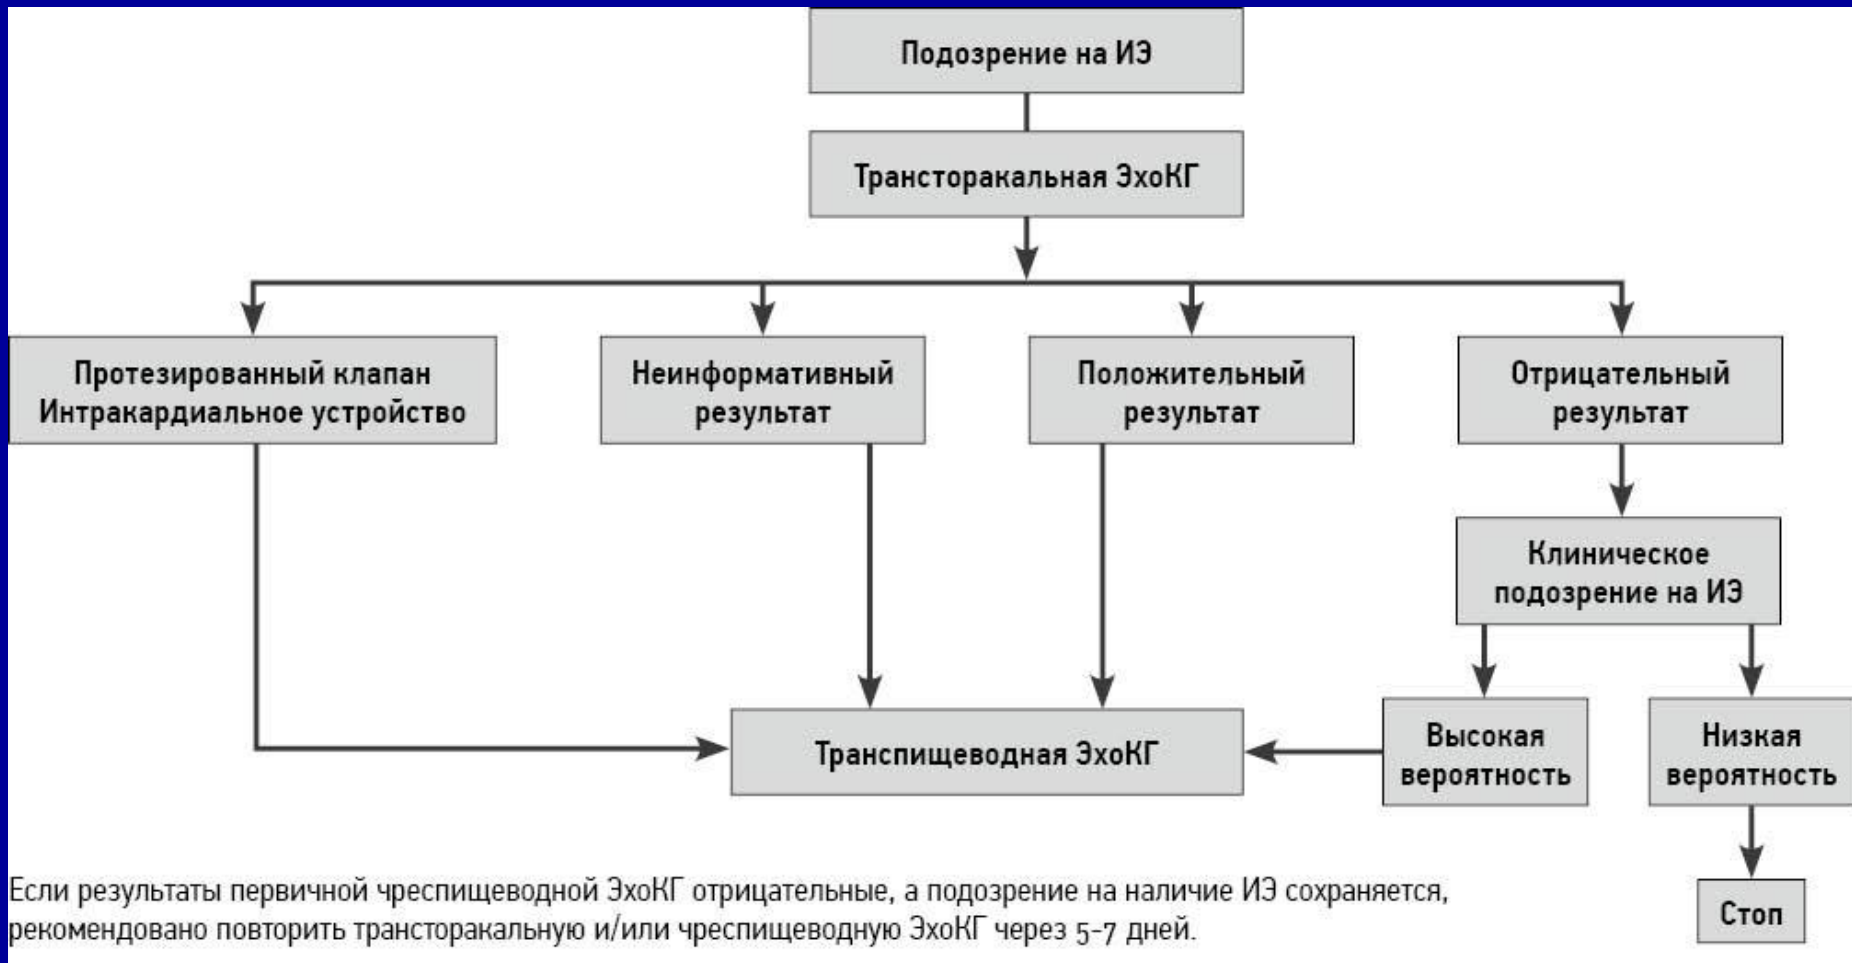 Подозрение на ИЭ
Трансторакальная ЭхоКГ
Протезированный клапан
Интракардиальное устройство
Неинформативный
результат
Положительный
результат
Отрицательный
результат
Клиническое
подозрение на ИЭ
Транспищеводная ЭхоКГ
Высокая
вероятность
Низкая
вероятность
Стоп
Если результаты первичной чреспищеводной ЭхоКГ отрицательные, а подозрение на наличие ИЭ сохраняется,
рекомендовано повторить трансторакальную и/или чреспищеводную ЭхоКГ через 5-7 дней.